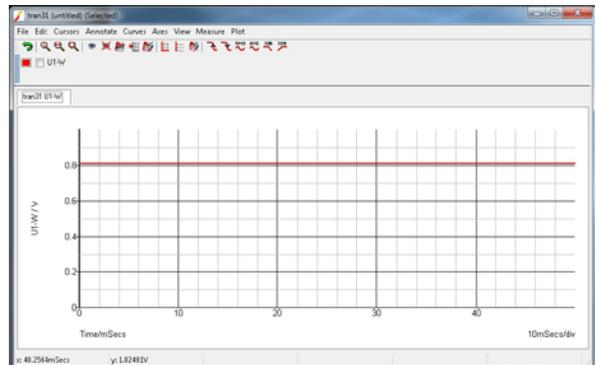 tran31 (untitled) (Selected)
File Edit Cursors Annotate Curves Axes View Measure Plot
U1-W
tran31 U1-W
U1-W / V
0.8
0.6
0.4
0.2
0
0 10 20 30 40
Time/mSecs 10mSecs/div
x: 48.2564mSecs y: 1.02491V